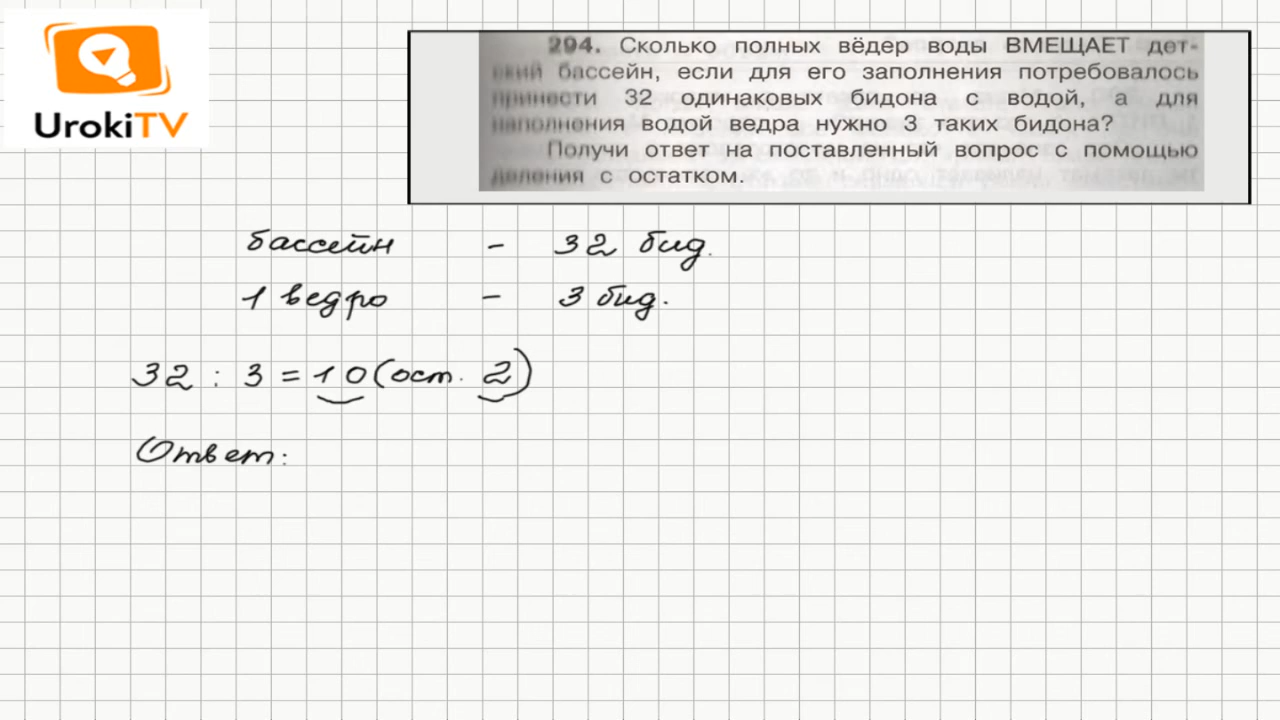 UrokiTV
294. Сколько полных вёдер воды ВМЕЩАЕТ дет-
ский бассейн, если для его заполнения потребовалось
принести 32 одинаковых бидона с водой, а для
наполнения водой ведра нужно 3 таких бидона?
Получи ответ на поставленный вопрос с помощью
деления с остатком.
бассейн - 32 бид.
1 ведро - 3 бид.
32 : 3 = 10 (ост. 2)
Ответ: